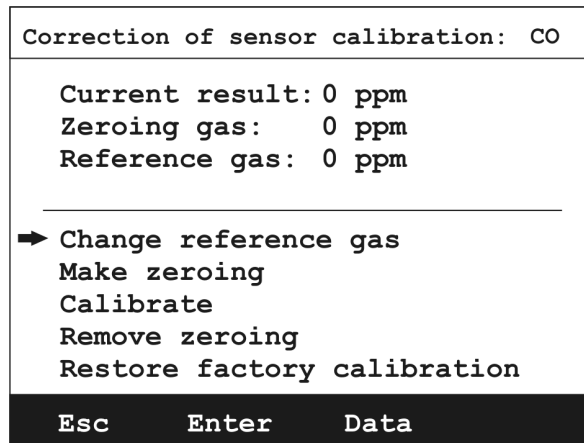 Correction of sensor calibration: CO
Current result: 0 ppm
Zeroing gas: 0 ppm
Reference gas: 0 ppm
Change reference gas
Make zeroing
Calibrate
Remove zeroing
Restore factory calibration
Esc Enter Data